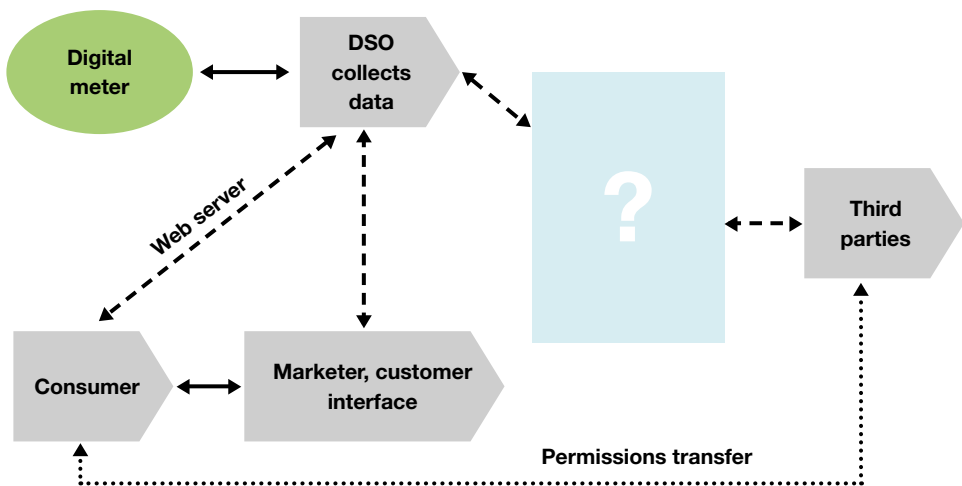 Digital
meter
DSO
collects
data
?
Third
parties
Web server
Consumer
Marketer, customer
interface
Permissions transfer